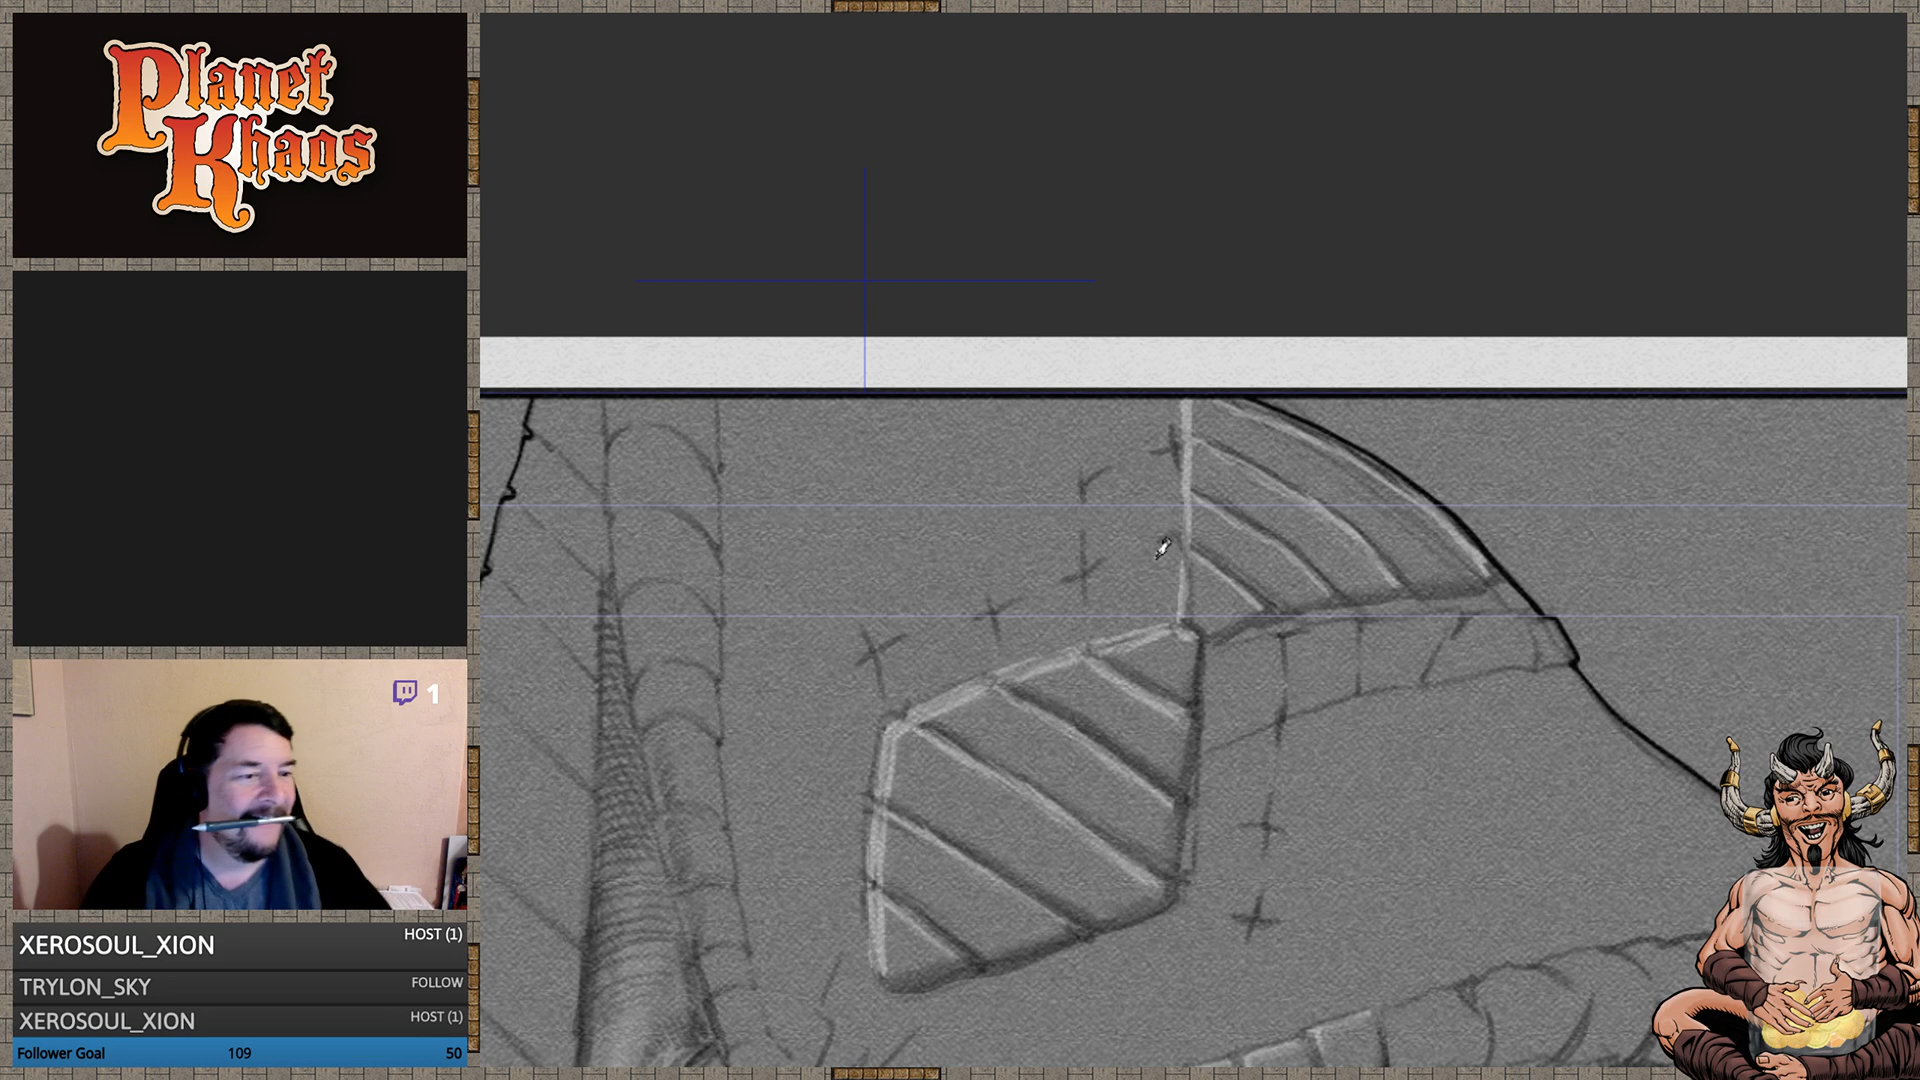 Planet
Khaos
1
XEROSOUL_XION HOST (1)
TRYLON_SKY FOLLOW
XEROSOUL_XION HOST (1)
Follower Goal 109 50